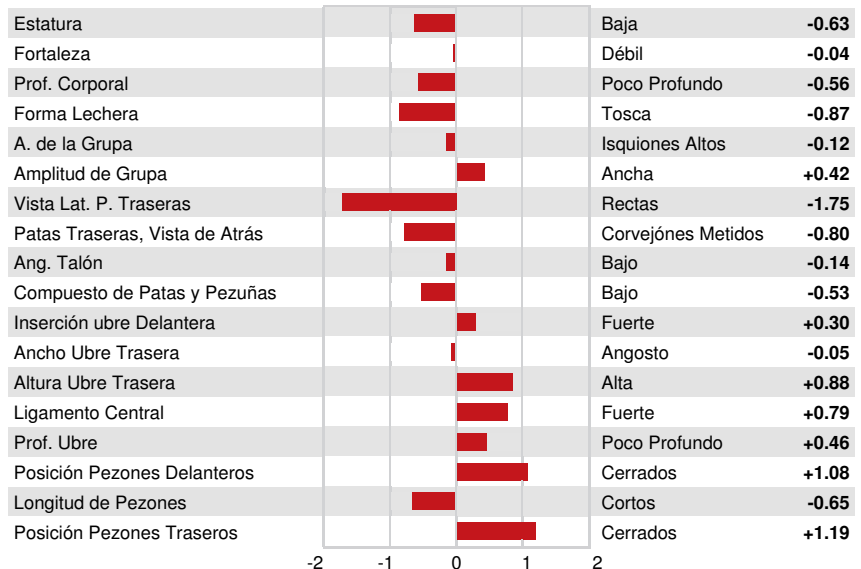 Estatura Baja -0.63
Fortaleza Débil -0.04
Prof. Corporal Poco Profundo -0.56
Forma Lechera Tosca -0.87
A. de la Grupa Isquiones Altos -0.12
Amplitud de Grupa Ancha +0.42
Vista Lat. P. Traseras Rectas -1.75
Patas Traseras, Vista de Atrás Corvejónes Metidos -0.80
Ang. Talón Bajo -0.14
Compuesto de Patas y Pezuñas Bajo -0.53
Inserción ubre Delantera Fuerte +0.30
Ancho Ubre Trasera Angosto -0.05
Altura Ubre Trasera Alta +0.88
Ligamento Central Fuerte +0.79
Prof. Ubre Poco Profundo +0.46
Posición Pezones Delanteros Cerrados +1.08
Longitud de Pezones Cortos -0.65
Posición Pezones Traseros Cerrados +1.19
-2 -1 0 1 2